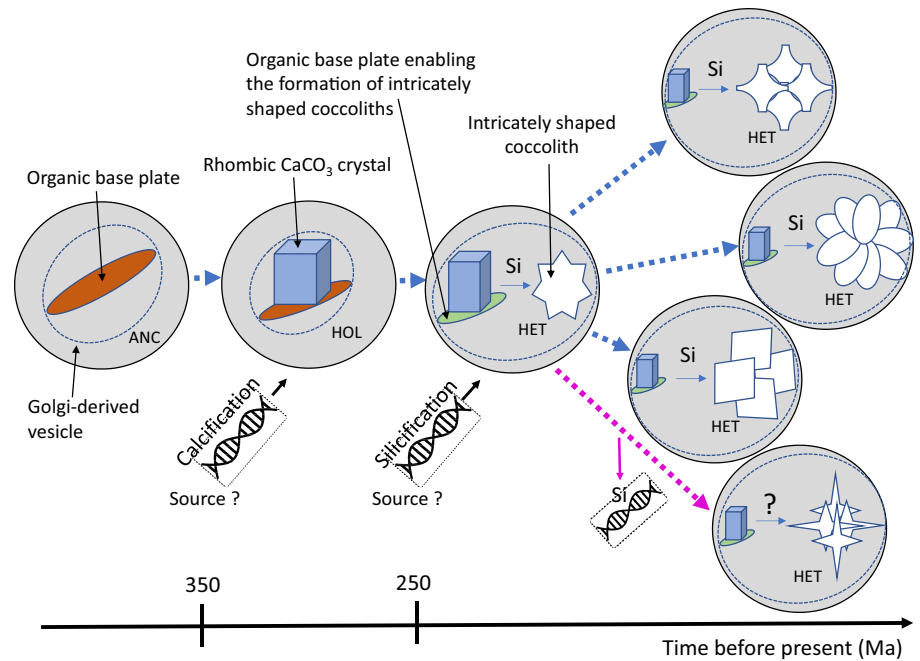 Organic base plate enabling
the formation of intricately
shaped coccoliths
Intricately shaped
coccolith
Organic base plate
Rhombic CaCO₃ crystal
ANC
HOL
Si
HET
Golgi-derived
vesicle
Calcification
Source ?
Silicification
Source ?
Si
HET
Si
HET
Si
HET
Si
?
HET
350
250
Time before present (Ma)